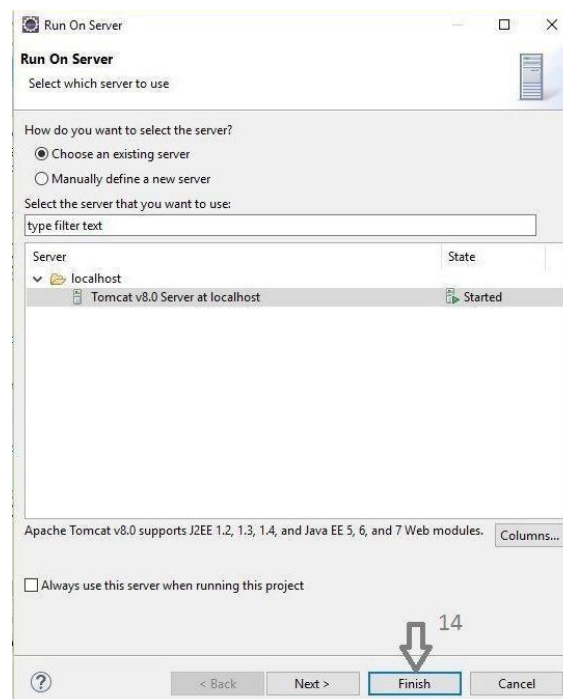 Run On Server
Run On Server
Select which server to use
How do you want to select the server?
Choose an existing server
Manually define a new server
Select the server that you want to use:
type filter text
Server State
localhost
Tomcat v8.0 Server at localhost Started
Apache Tomcat v8.0 supports J2EE 1.2, 1.3, 1.4, and Java EE 5, 6, and 7 Web modules. Columns...
Always use this server when running this project
14
? < Back Next > Finish Cancel